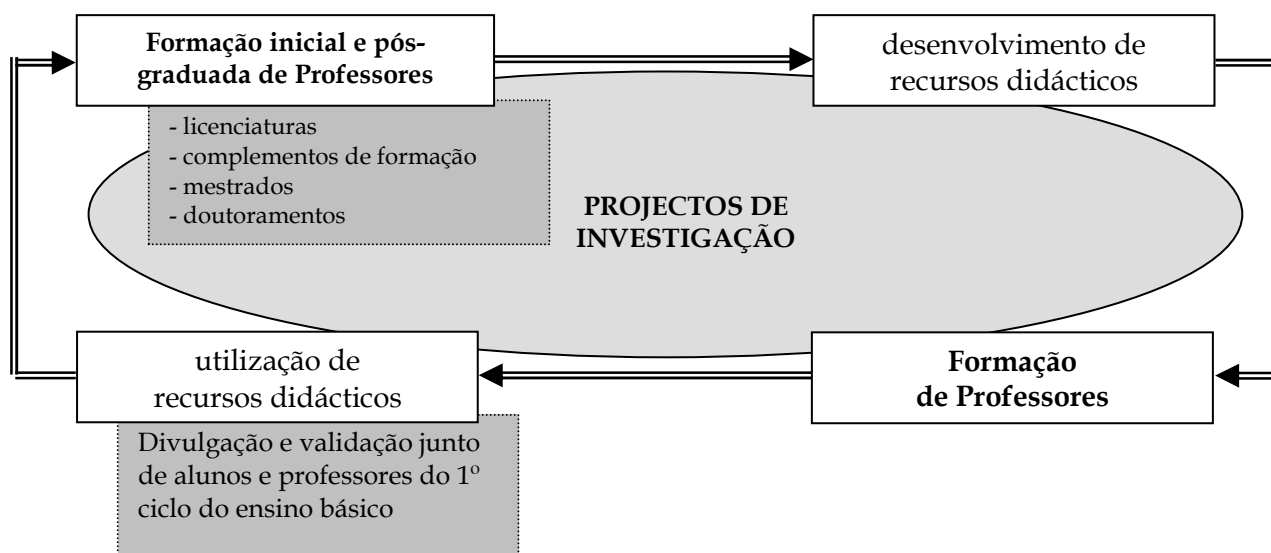 Formação inicial e pós-
graduada de Professores
desenvolvimento de
recursos didácticos
- licenciaturas
- complementos de formação
- mestrados
- doutoramentos
PROJECTOS DE
INVESTIGAÇÃO
utilização de
recursos didácticos
Formação
de Professores
Divulgação e validação junto
de alunos e professores do 1º
ciclo do ensino básico